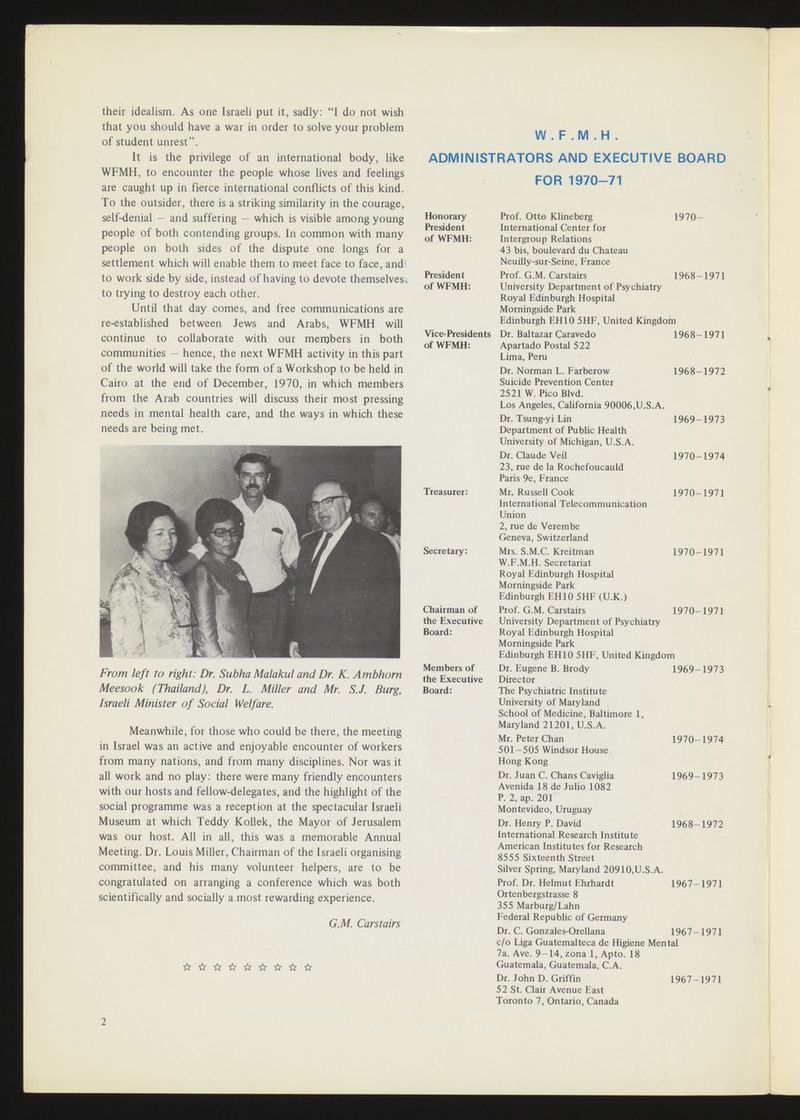 their idealism. As one Israeli put it, sadly: “I do not wish
that you should have a war in order to solve your problem
of student unrest”.
It is the privilege of an international body, like
WFMH, to encounter the people whose lives and feelings
are caught up in fierce international conflicts of this kind.
To the outsider, there is a striking similarity in the courage,
self-denial — and suffering — which is visible among young
people of both contending groups. In common with many
people on both sides of the dispute one longs for a
settlement which will enable them to meet face to face, and
to work side by side, instead of having to devote themselves
to trying to destroy each other.
Until that day comes, and free communications are
re-established between Jews and Arabs, WFMH will
continue to collaborate with our members in both
communities — hence, the next WFMH activity in this part
of the world will take the form of a Workshop to be held in
Cairo at the end of December, 1970, in which members
from the Arab countries will discuss their most pressing
needs in mental health care, and the ways in which these
needs are being met.
From left to right: Dr. Subha Malakul and Dr. K. Ambhorn
Meesook (Thailand), Dr. L. Miller and Mr. S.J. Burg,
Israeli Minister of Social Welfare.
Meanwhile, for those who could be there, the meeting
in Israel was an active and enjoyable encounter of workers
from many nations, and from many disciplines. Nor was it
all work and no play: there were many friendly encounters
with our hosts and fellow-delegates, and the highlight of the
social programme was a reception at the spectacular Israeli
Museum at which Teddy Kollek, the Mayor of Jerusalem
was our host. All in all, this was a memorable Annual
Meeting. Dr. Louis Miller, Chairman of the Israeli organising
committee, and his many volunteer helpers, are to be
congratulated on arranging a conference which was both
scientifically and socially a most rewarding experience.
G.M. Carstairs
☆ ☆ ☆ ☆ ☆ ☆ ☆ ☆ ☆
2
W.F.M.H.
ADMINISTRATORS AND EXECUTIVE BOARD
FOR 1970–71
Honorary Prof. Otto Klineberg 1970–
President International Center for
of WFMH: Intergroup Relations
43 bis, boulevard du Chateau
Neuilly-sur-Seine, France
President Prof. G.M. Carstairs 1968–1971
of WFMH: University Department of Psychiatry
Royal Edinburgh Hospital
Morningside Park
Edinburgh EH10 5HF, United Kingdom
Vice-Presidents Dr. Baltazar Caravedo 1968–1971
of WFMH: Apartado Postal 522
Lima, Peru
Dr. Norman L. Farberow 1968–1972
Suicide Prevention Center
2521 W. Pico Blvd.
Los Angeles, California 90006,U.S.A.
Dr. Tsung-yi Lin 1969–1973
Department of Public Health
University of Michigan, U.S.A.
Dr. Claude Veil 1970–1974
23, rue de la Rochefoucauld
Paris 9e, France
Treasurer: Mr. Russell Cook 1970–1971
International Telecommunication
Union
2, rue de Verembe
Geneva, Switzerland
Secretary: Mrs. S.M.C. Kreitman 1970–1971
W.F.M.H. Secretariat
Royal Edinburgh Hospital
Morningside Park
Edinburgh EH10 5HF (U.K.)
Chairman of Prof. G.M. Carstairs 1970–1971
the Executive University Department of Psychiatry
Board: Royal Edinburgh Hospital
Morningside Park
Edinburgh EH10 5HF, United Kingdom
Members of Dr. Eugene B. Brody 1969–1973
the Executive Director
Board: The Psychiatric Institute
University of Maryland
School of Medicine, Baltimore 1,
Maryland 21201, U.S.A.
Mr. Peter Chan 1970–1974
501–505 Windsor House
Hong Kong
Dr. Juan C. Chans Caviglia 1969–1973
Avenida 18 de Julio 1082
P. 2, ap. 201
Montevideo, Uruguay
Dr. Henry P. David 1968–1972
International Research Institute
American Institutes for Research
8555 Sixteenth Street
Silver Spring, Maryland 20910,U.S.A.
Prof. Dr. Helmut Ehrhardt 1967–1971
Ortenbergstrasse 8
355 Marburg/Lahn
Federal Republic of Germany
Dr. C. Gonzales-Orellana 1967–1971
c/o Liga Guatemalteca de Higiene Mental
7a. Ave. 9–14, zona 1, Apto. 18
Guatemala, Guatemala, C.A.
Dr. John D. Griffin 1967–1971
52 St. Clair Avenue East
Toronto 7, Ontario, Canada